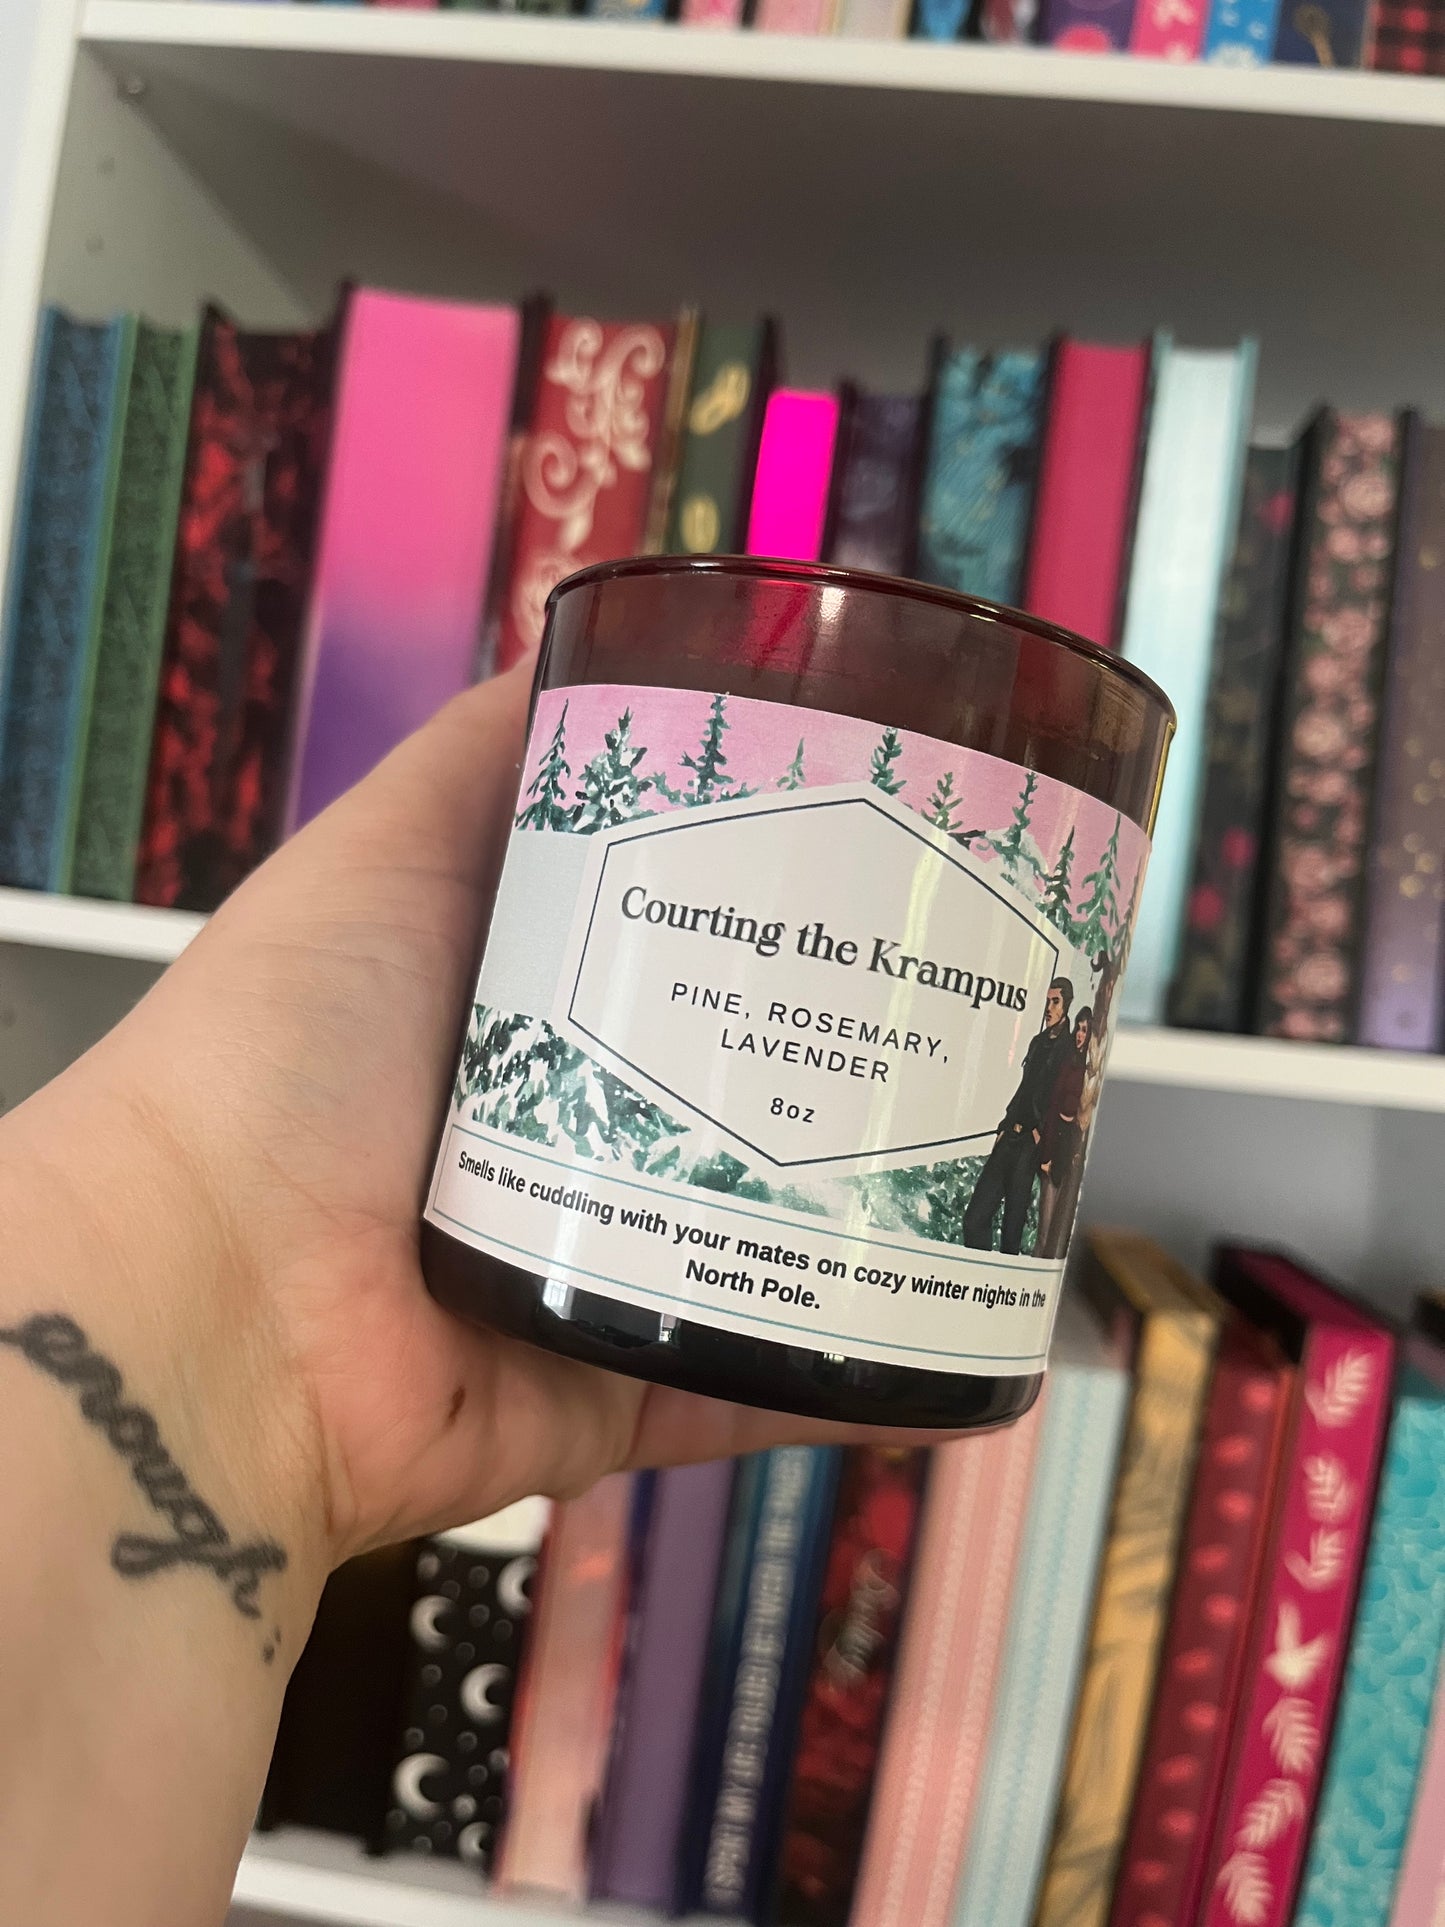 Courting the Krampus
PINE, ROSEMARY,
LAVENDER
8oz
Smells like cuddling with your mates on cozy winter nights in the
North Pole.
enough